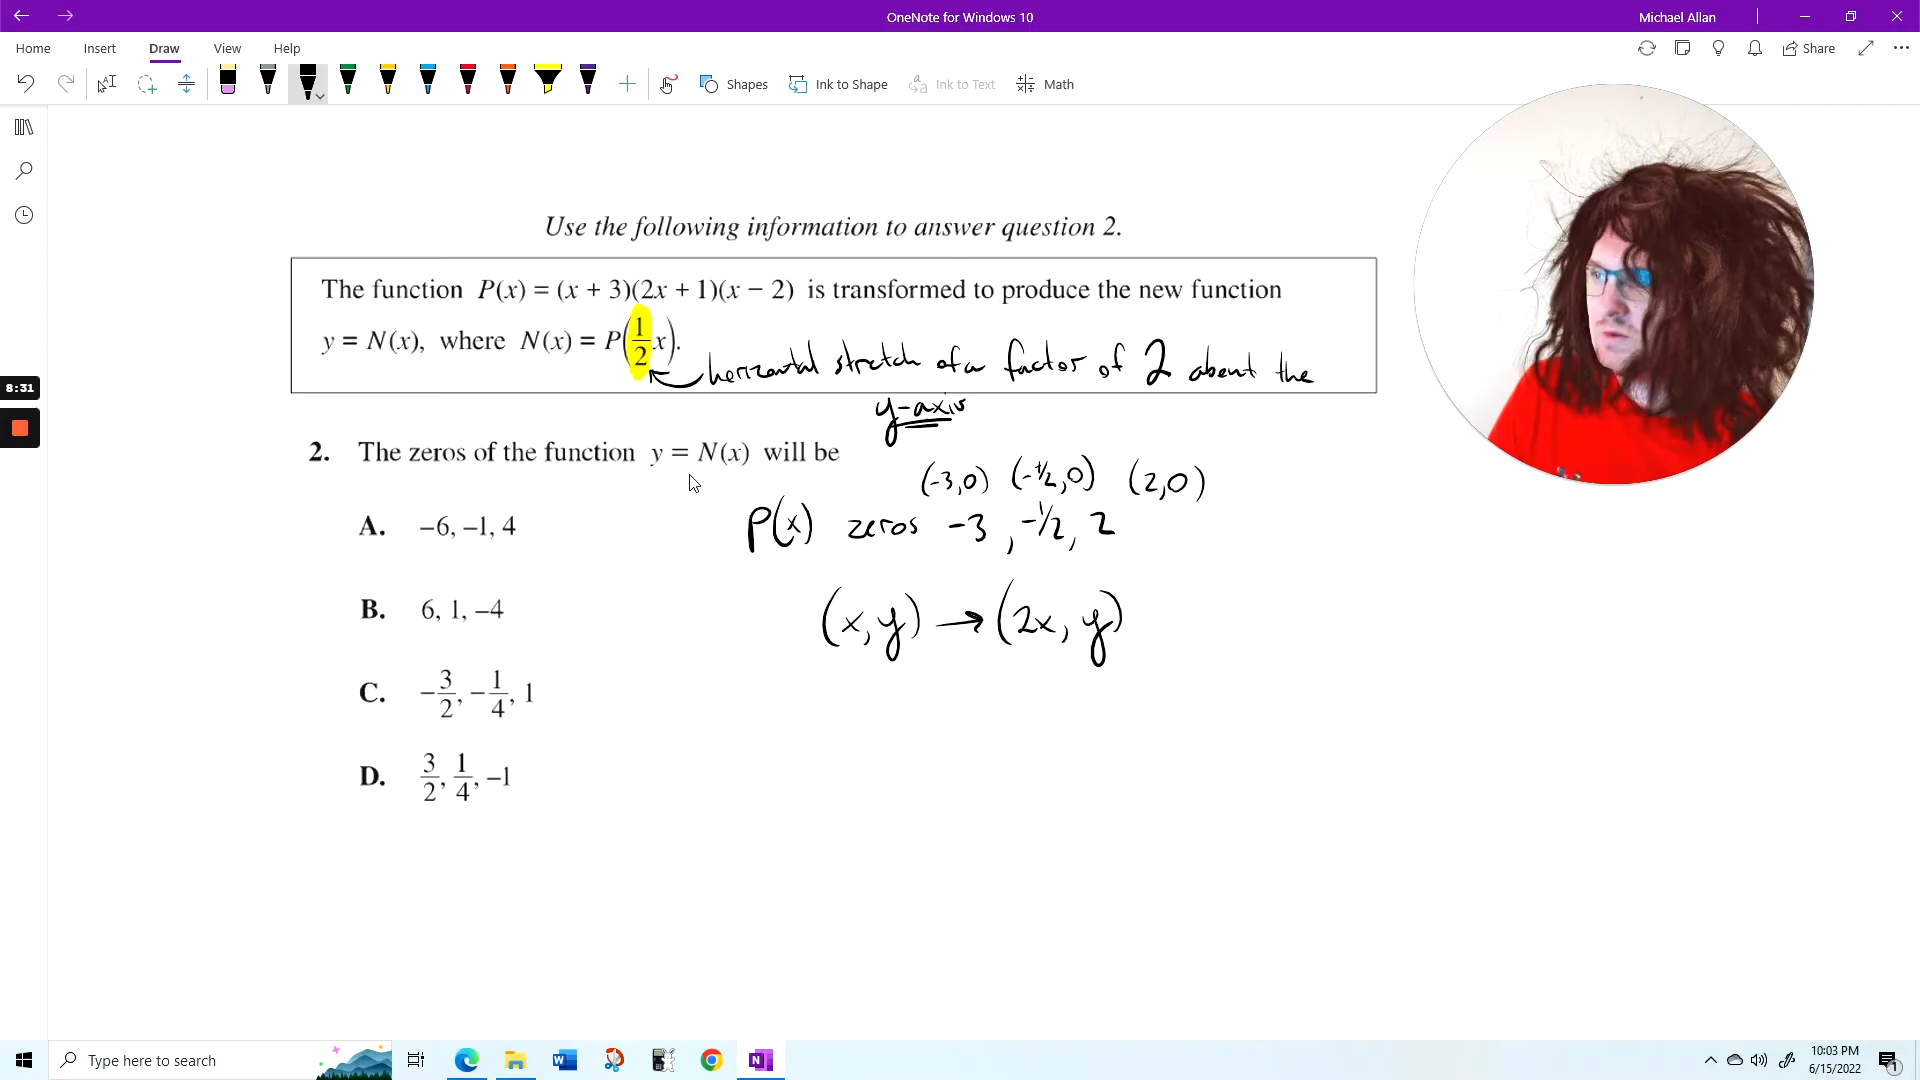 OneNote for Windows 10
Michael Allan
Home Insert Draw View Help
Share
Shapes Ink to Shape Ink to Text Math
8:31
Use the following information to answer question 2.
The function P(x) = (x + 3)(2x + 1)(x − 2) is transformed to produce the new function
y = N(x), where N(x) = P(1/2 x).
horizontal stretch of a factor of 2 about the
y-axis
2. The zeros of the function y = N(x) will be
(-3,0) (-1/2,0) (2,0)
P(x) zeros -3, -1/2, 2
A. −6, −1, 4
(x, y) → (2x, y)
B. 6, 1, −4
C. −3/2, −1/4, 1
D. 3/2, 1/4, −1
Type here to search
10:03 PM
6/15/2022
1